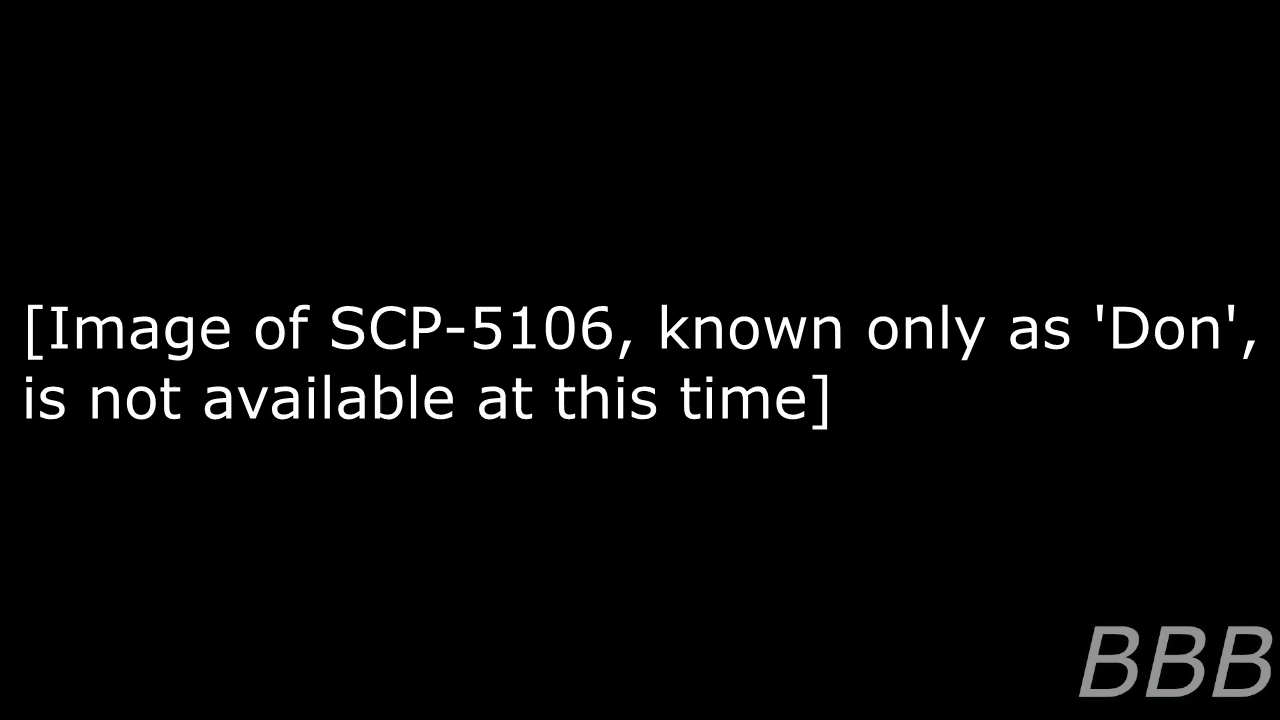 [Image of SCP-5106, known only as 'Don',
is not available at this time]
BBB